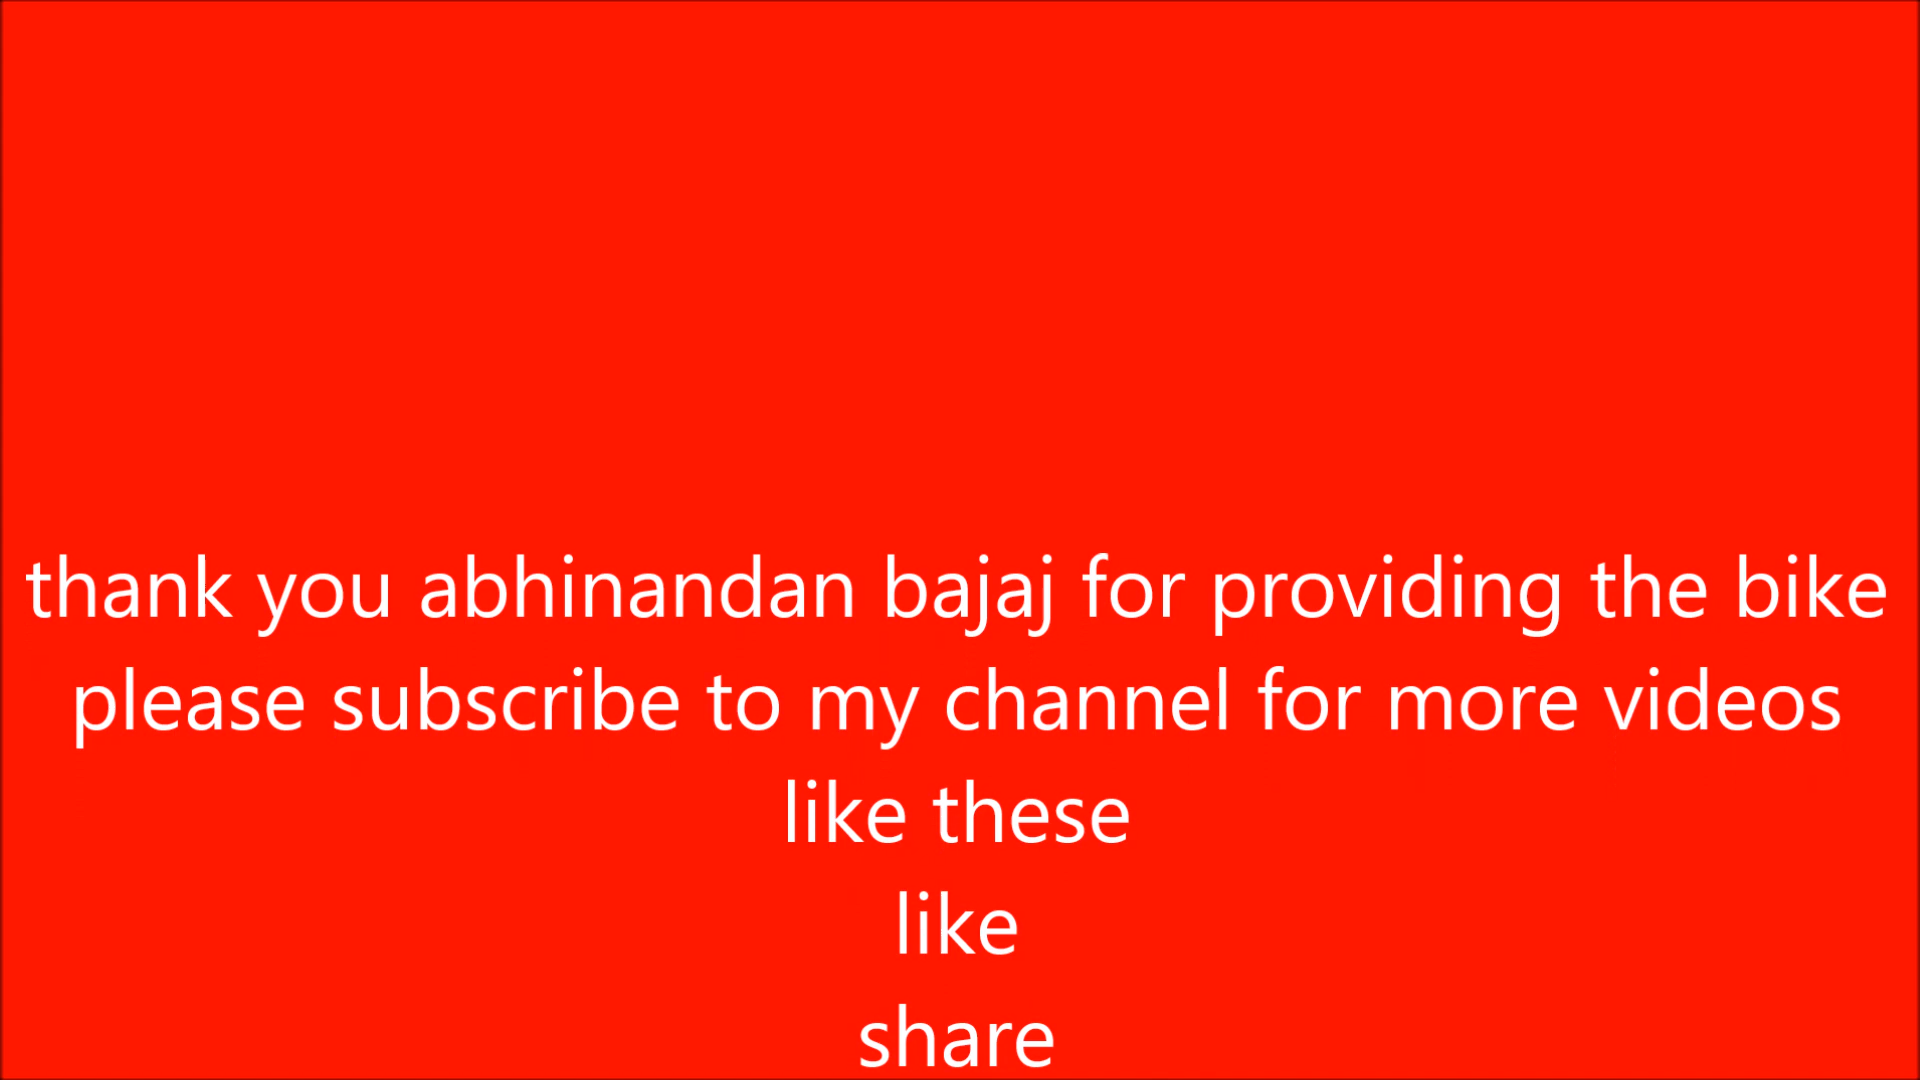 thank you abhinandan bajaj for providing the bike
please subscribe to my channel for more videos
like these
like
share